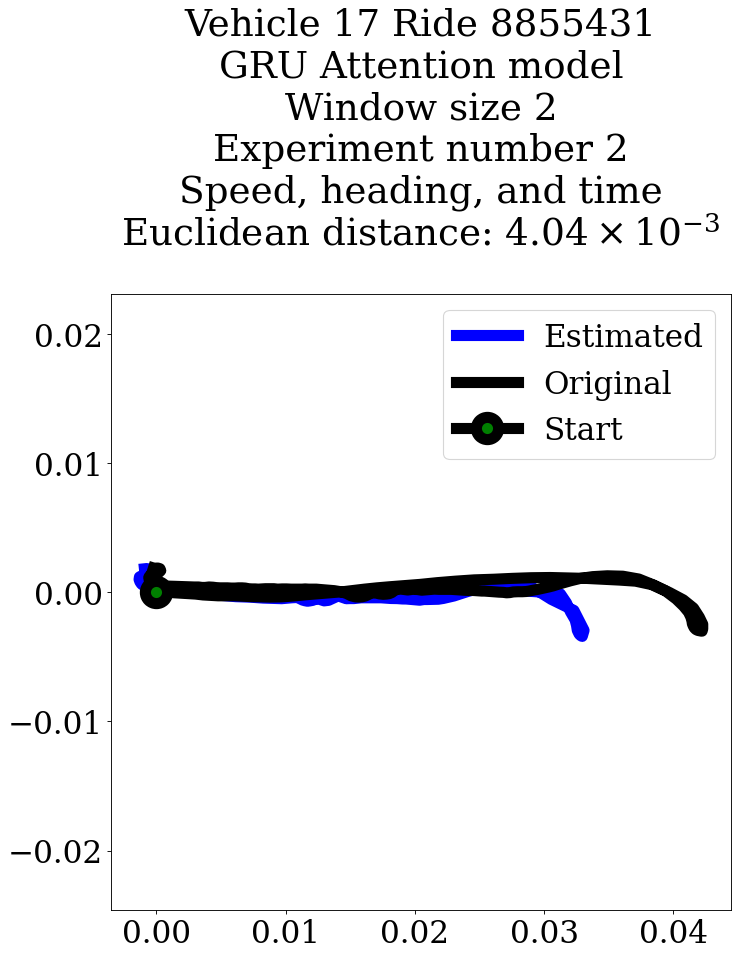 Vehicle 17 Ride 8855431
GRU Attention model
Window size 2
Experiment number 2
Speed, heading, and time
Euclidean distance: 4.04 × 10⁻³
Estimated
Original
Start
0.02
0.01
0.00
−0.01
−0.02
0.00 0.01 0.02 0.03 0.04